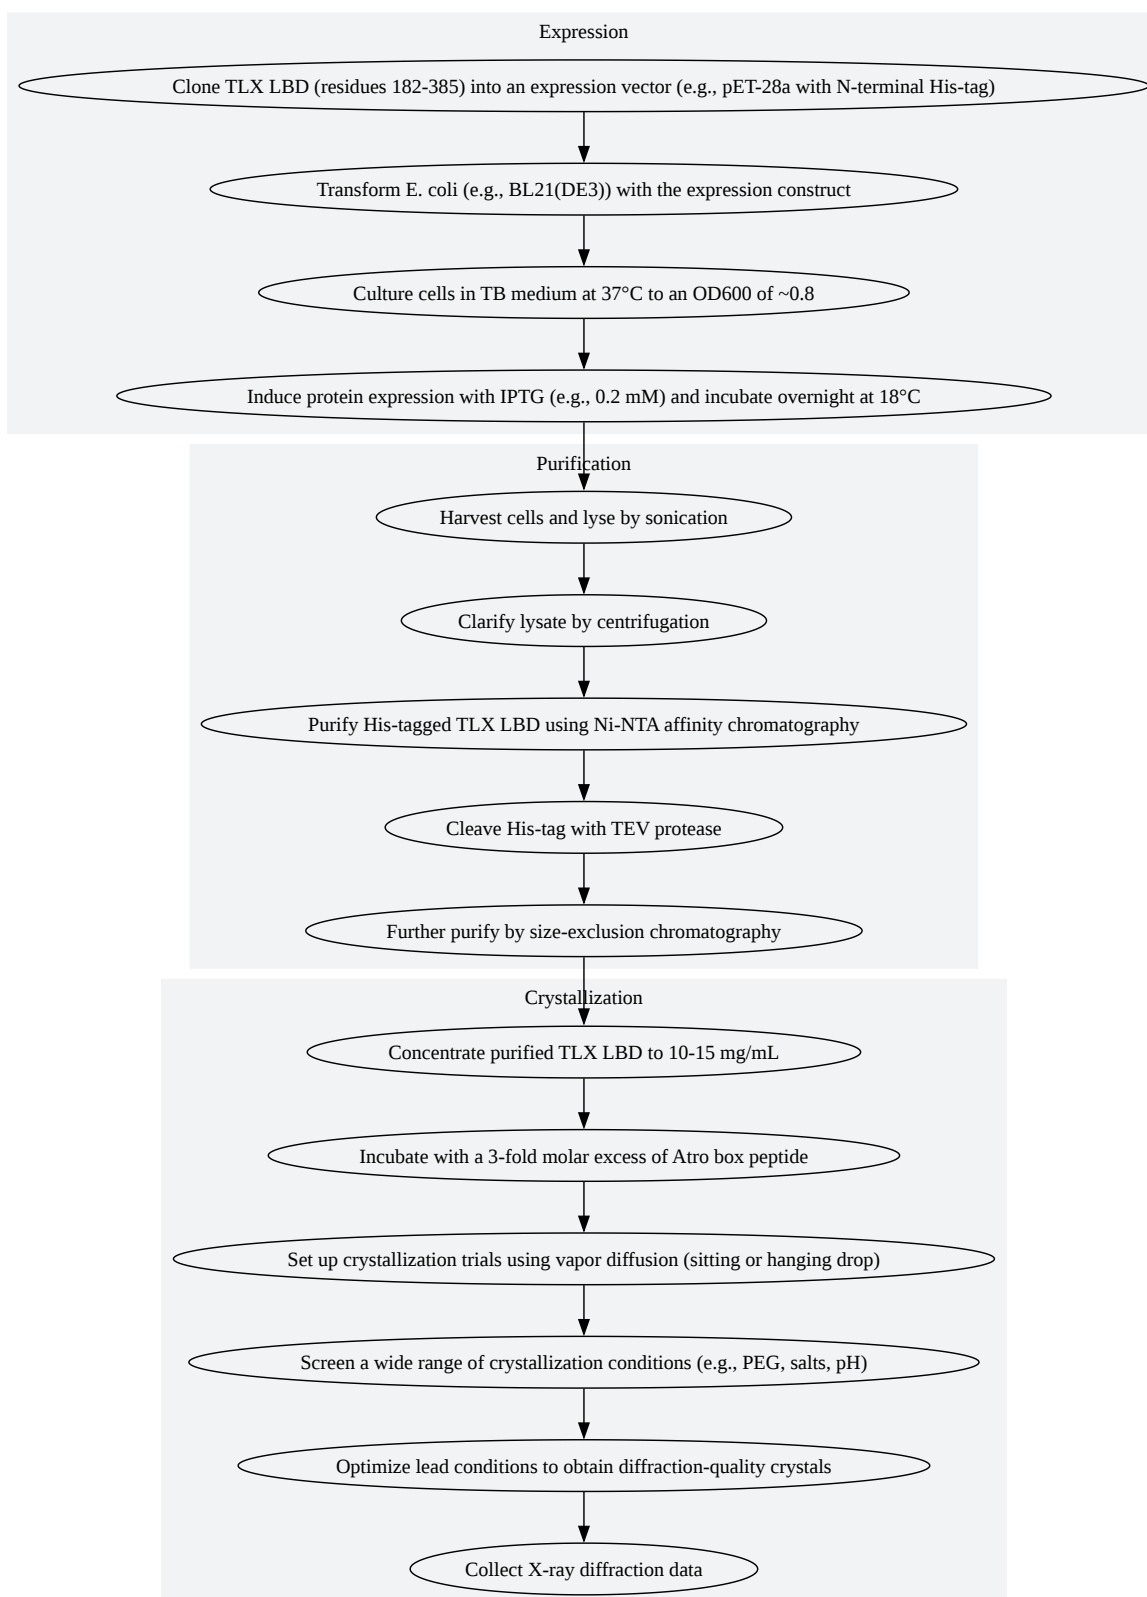 Expression
Clone TLX LBD (residues 182-385) into an expression vector (e.g., pET-28a with N-terminal His-tag)
Transform E. coli (e.g., BL21(DE3)) with the expression construct
Culture cells in TB medium at 37°C to an OD600 of ~0.8
Induce protein expression with IPTG (e.g., 0.2 mM) and incubate overnight at 18°C
Purification
Harvest cells and lyse by sonication
Clarify lysate by centrifugation
Purify His-tagged TLX LBD using Ni-NTA affinity chromatography
Cleave His-tag with TEV protease
Further purify by size-exclusion chromatography
Crystallization
Concentrate purified TLX LBD to 10-15 mg/mL
Incubate with a 3-fold molar excess of Atro box peptide
Set up crystallization trials using vapor diffusion (sitting or hanging drop)
Screen a wide range of crystallization conditions (e.g., PEG, salts, pH)
Optimize lead conditions to obtain diffraction-quality crystals
Collect X-ray diffraction data